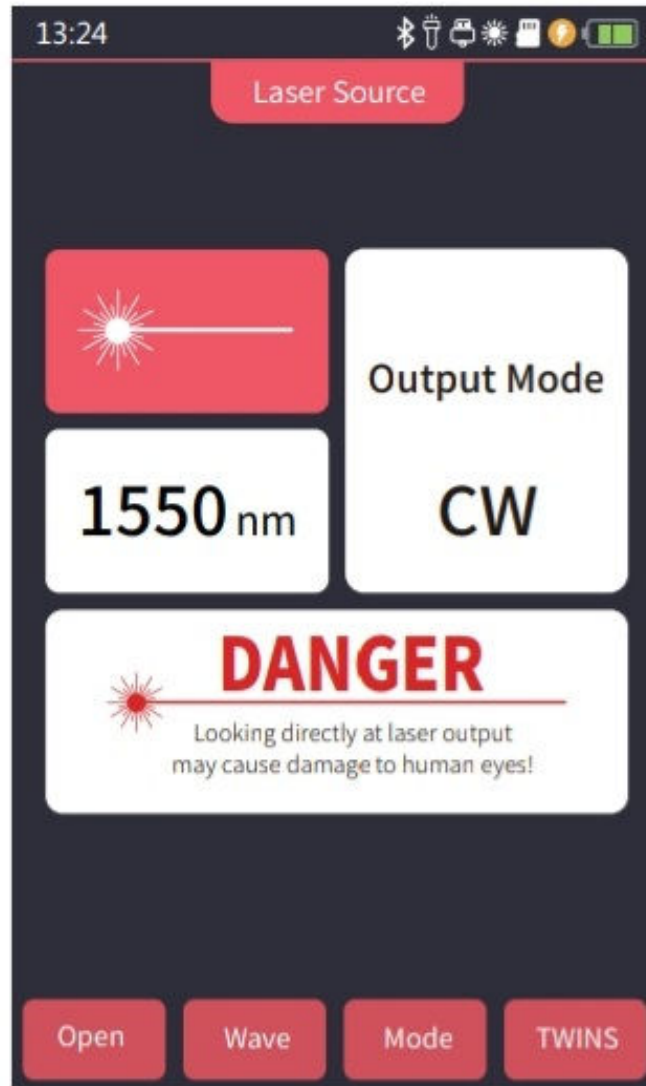 13:24
Laser Source
Output Mode
CW
1550 nm
DANGER
Looking directly at laser output
may cause damage to human eyes!
Open
Wave
Mode
TWINS